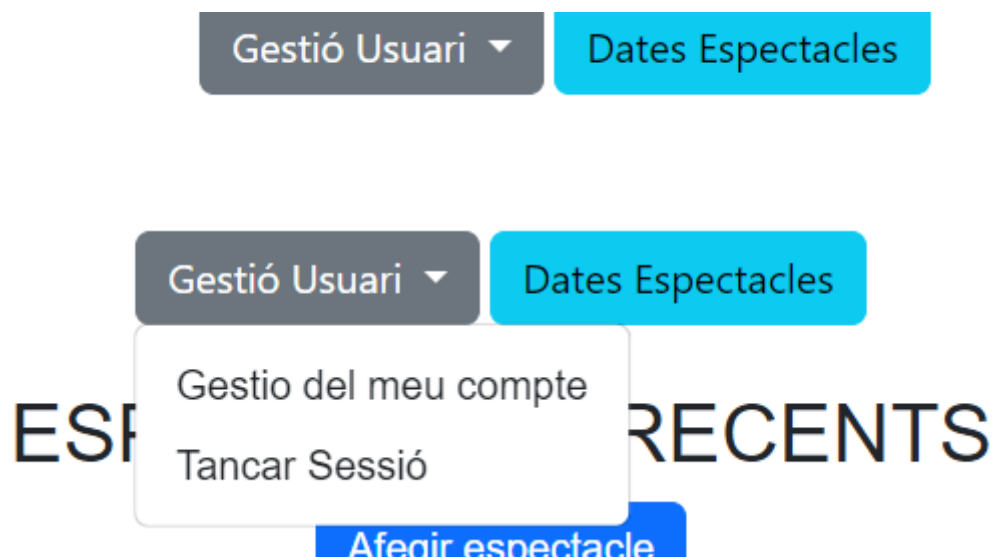 Gestió Usuari Dates Espectacles
Gestió Usuari Dates Espectacles
Gestio del meu compte
RECENTS
Tancar Sessió
Afegir espectacle